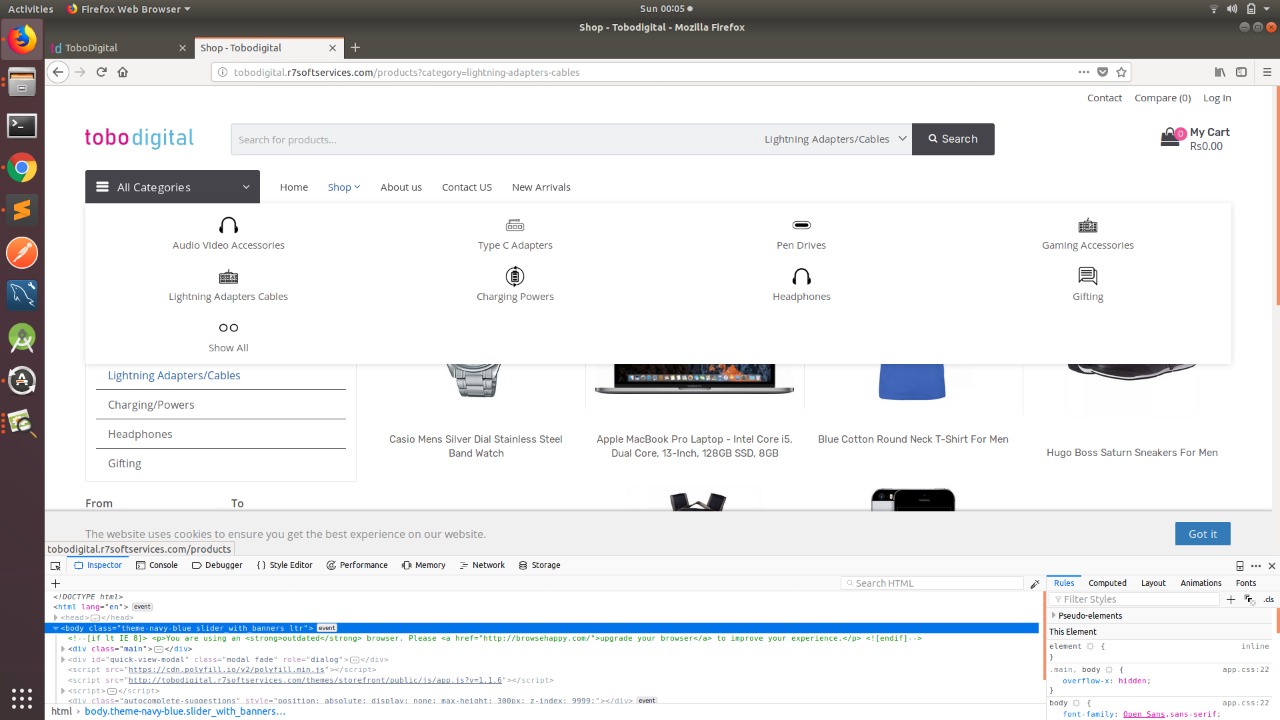 Activities Firefox Web Browser Sun 00:05
Shop - Tobodigital - Mozilla Firefox
ToboDigital Shop - Tobodigital
tobodigital.r7softservices.com/products?category=lightning-adapters-cables
Contact Compare (0) Log In
tobodigital Search for products... Lightning Adapters/Cables Search 0 My Cart
Rs0.00
All Categories Home Shop About us Contact US New Arrivals
Audio Video Accessories Type C Adapters Pen Drives Gaming Accessories
Lightning Adapters Cables Charging Powers Headphones Gifting
Show All
Lightning Adapters/Cables
Charging/Powers
Headphones
Gifting
Casio Mens Silver Dial Stainless Steel
Band Watch
Apple MacBook Pro Laptop - Intel Core i5,
Dual Core, 13-Inch, 128GB SSD, 8GB
Blue Cotton Round Neck T-Shirt For Men
Hugo Boss Saturn Sneakers For Men
From To
The website uses cookies to ensure you get the best experience on our website. Got it
tobodigital.r7softservices.com/products
Inspector Console Debugger Style Editor Performance Memory Network Storage
Search HTML
<!DOCTYPE html>
<html lang="en"> event
<head></head>
<body class="theme-navy-blue slider_with_banners ltr"> event
<!--[if lt IE 8]> <p>You are using an <strong>outdated</strong> browser. Please <a href="http://browsehappy.com/">upgrade your browser</a> to improve your experience.</p> <![endif]-->
<div class="main"></div>
<div id="quick-view-modal" class="modal fade" role="dialog"></div>
<script src="https://cdn.polyfill.io/v2/polyfill.min.js"></script>
<script src="http://tobodigital.r7softservices.com/themes/storefront/public/js/app.js?v=1.1.6"></script>
<script></script>
<div class="autocomplete-suggestions" style="position: absolute; display: none; max-height: 300px; z-index: 9999;"></div> event
html body.theme-navy-blue.slider_with_banners...
Rules Computed Layout Animations Fonts
Filter Styles .cls
Pseudo-elements
This Element
element { inline
}
.main, body { app.css:22
overflow-x: hidden;
}
body { app.css:22
font-family: Open Sans,sans-serif;